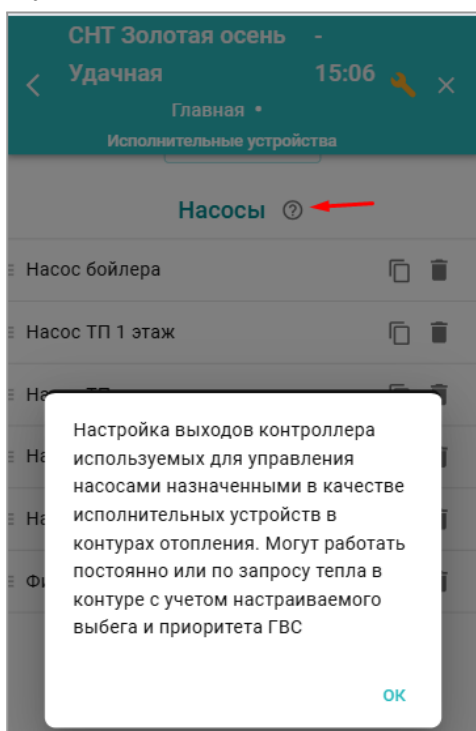 СНТ Золотая осень -
Удачная 15:06
Главная •
Исполнительные устройства
Насосы
Насос бойлера
Насос ТП 1 этаж
Настройка выходов контроллера
используемых для управления
насосами назначенными в качестве
исполнительных устройств в
контурах отопления. Могут работать
постоянно или по запросу тепла в
контуре с учетом настраиваемого
выбега и приоритета ГВС
ОК